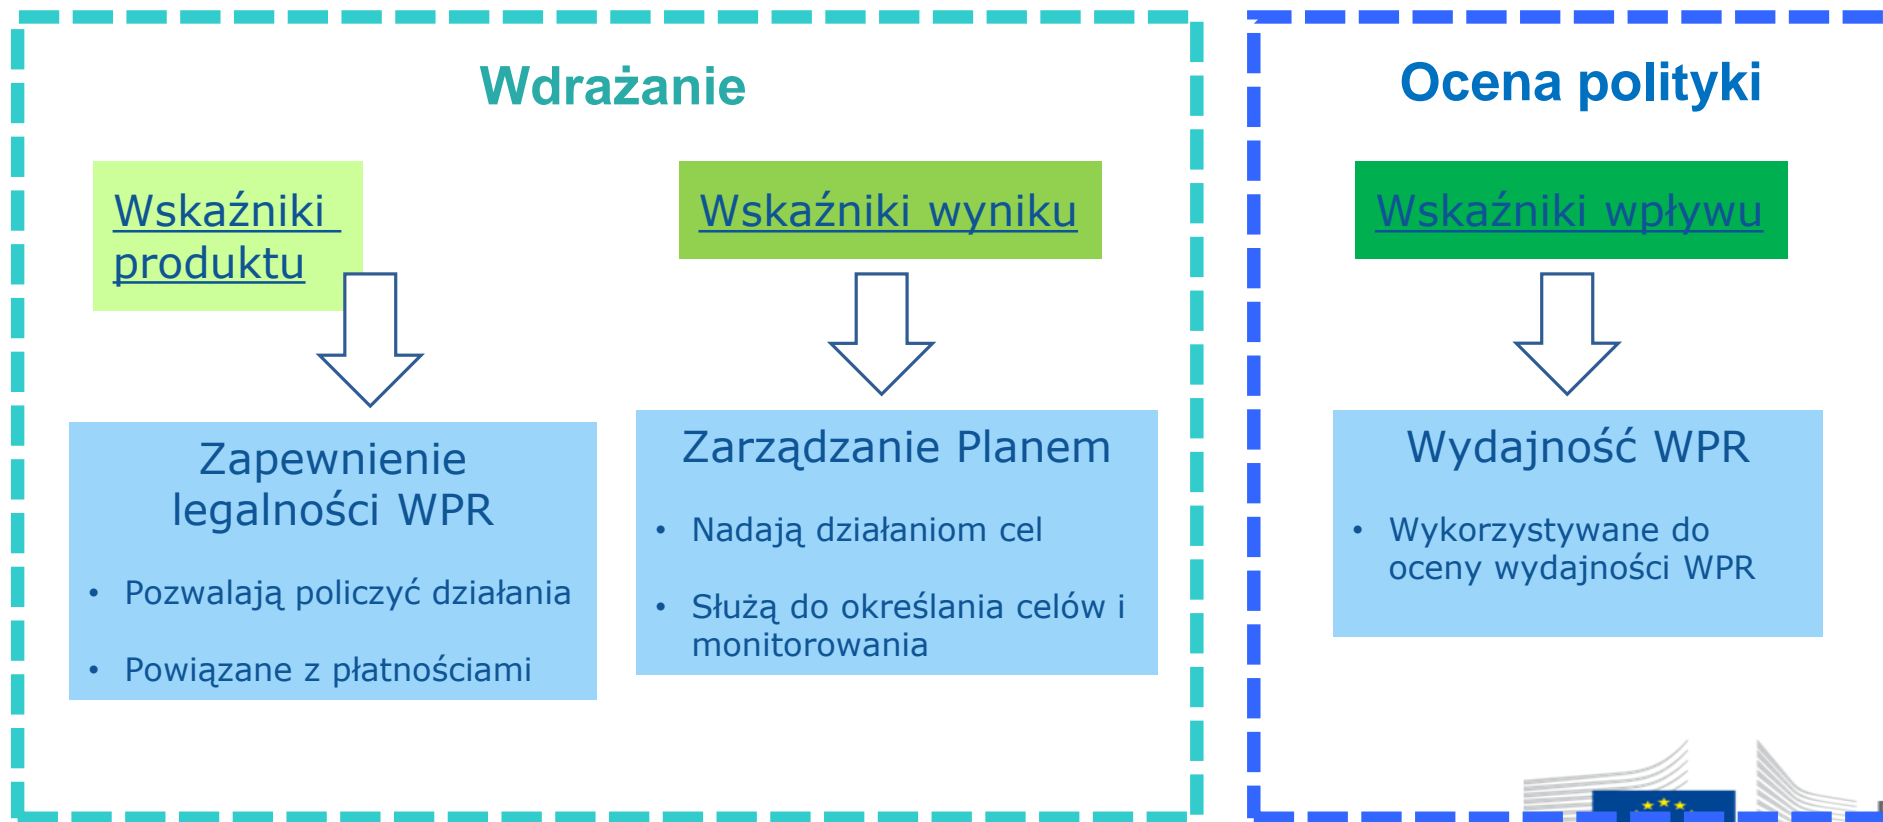 Wdrażanie
Wskaźniki
produktu
Wskaźniki wyniku
Zapewnienie
legalności WPR
• Pozwalają policzyć działania
• Powiązane z płatnościami
Zarządzanie Planem
• Nadają działaniom cel
• Służą do określania celów i
monitorowania
Ocena polityki
Wskaźniki wpływu
Wydajność WPR
• Wykorzystywane do
oceny wydajności WPR